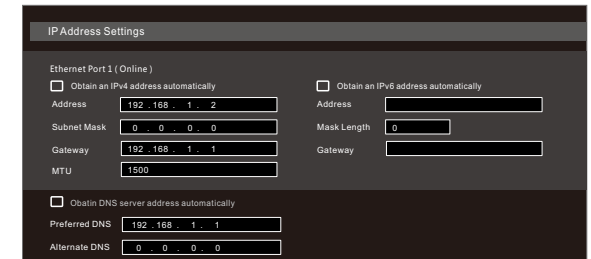 IP Address Settings
Ethernet Port 1 ( Online )
Obtain an IPv4 address automatically
Obtain an IPv6 address automatically
Address 192 . 168 . 1 . 2
Address
Subnet Mask 0 . 0 . 0 . 0
Mask Length 0
Gateway 192 . 168 . 1 . 1
Gateway
MTU 1500
Obatin DNS server address automatically
Preferred DNS 192 . 168 . 1 . 1
Alternate DNS 0 . 0 . 0 . 0